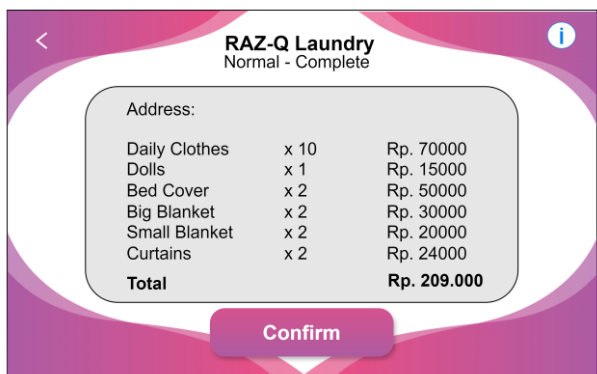 <
RAZ-Q Laundry
i
Normal - Complete
Address:
Daily Clothes x 10 Rp. 70000
Dolls x 1 Rp. 15000
Bed Cover x 2 Rp. 50000
Big Blanket x 2 Rp. 30000
Small Blanket x 2 Rp. 20000
Curtains x 2 Rp. 24000
Total Rp. 209.000
Confirm